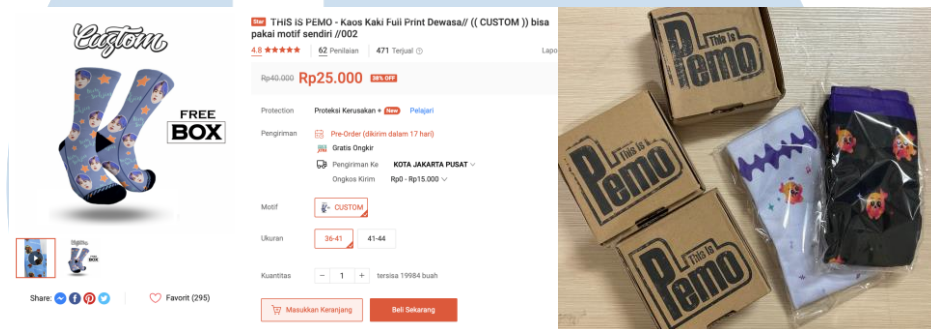 Custom
FREE
BOX
Share:
Favorit (295)
Star THIS IS PEMO - Kaos Kaki Full Print Dewasa// (( CUSTOM )) bisa
pakai motif sendiri //002
4.8 ★★★★★ 62 Penilaian 471 Terjual
Lapo
Rp40.000 Rp25.000 38% OFF
Protection Proteksi Kerusakan + New Pelajari
Pengiriman Pre-Order (dikirim dalam 17 hari)
Gratis Ongkir
Pengiriman Ke KOTA JAKARTA PUSAT
Ongkos Kirim Rp0 - Rp15.000
Motif CUSTOM
Ukuran 36-41 41-44
Kuantitas − 1 + tersisa 19984 buah
Masukkan Keranjang Beli Sekarang
This Is
Pemo
This Is
Pemo
This Is
Pemo